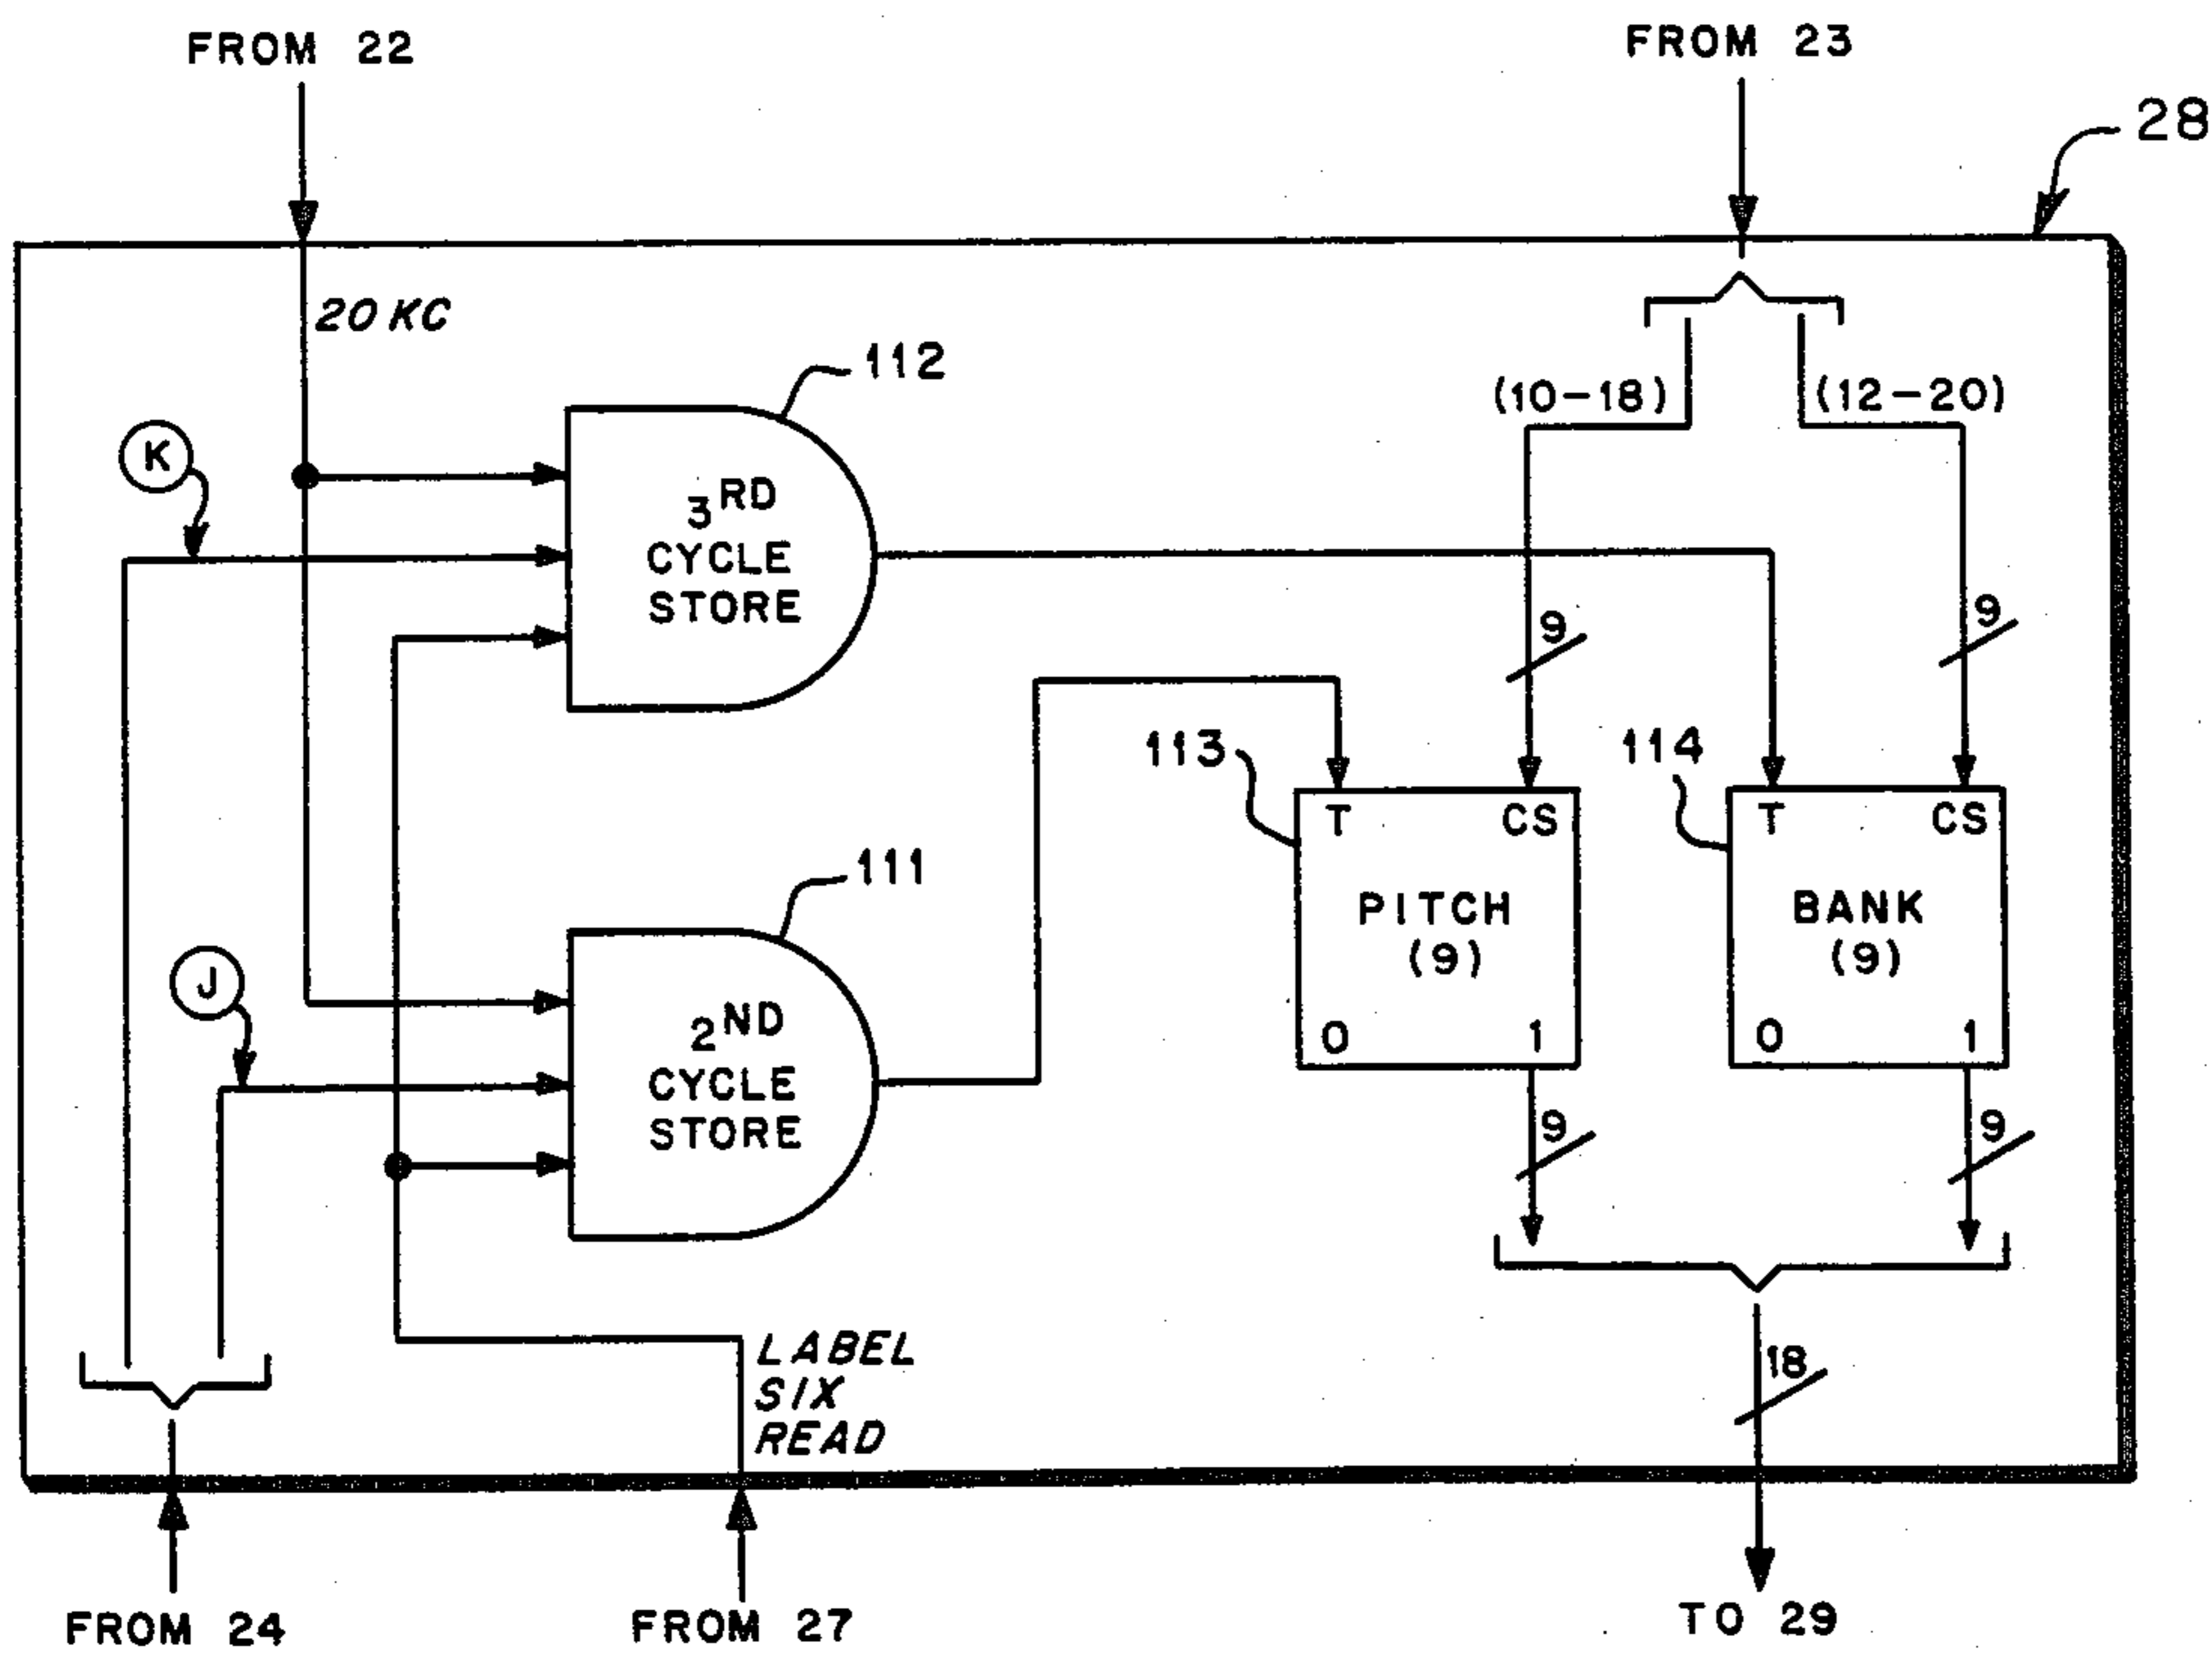 FROM 22
FROM 23
28
20 KC
112
(10-18)
(12-20)
K
3RD
CYCLE
STORE
9
9
113
114
T
CS
T
CS
111
PITCH
(9)
BANK
(9)
J
2ND
CYCLE
STORE
0
1
0
1
9
9
LABEL
SIX
READ
18
FROM 24
FROM 27
TO 29